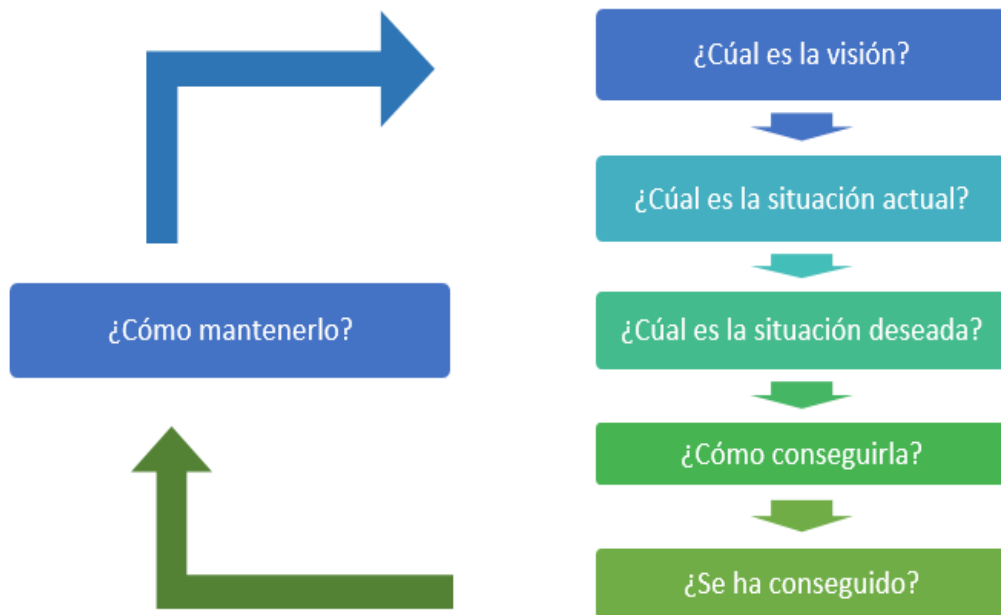 ¿Cúal es la visión?
¿Cúal es la situación actual?
¿Cúal es la situación deseada?
¿Cómo conseguirla?
¿Se ha conseguido?
¿Cómo mantenerlo?